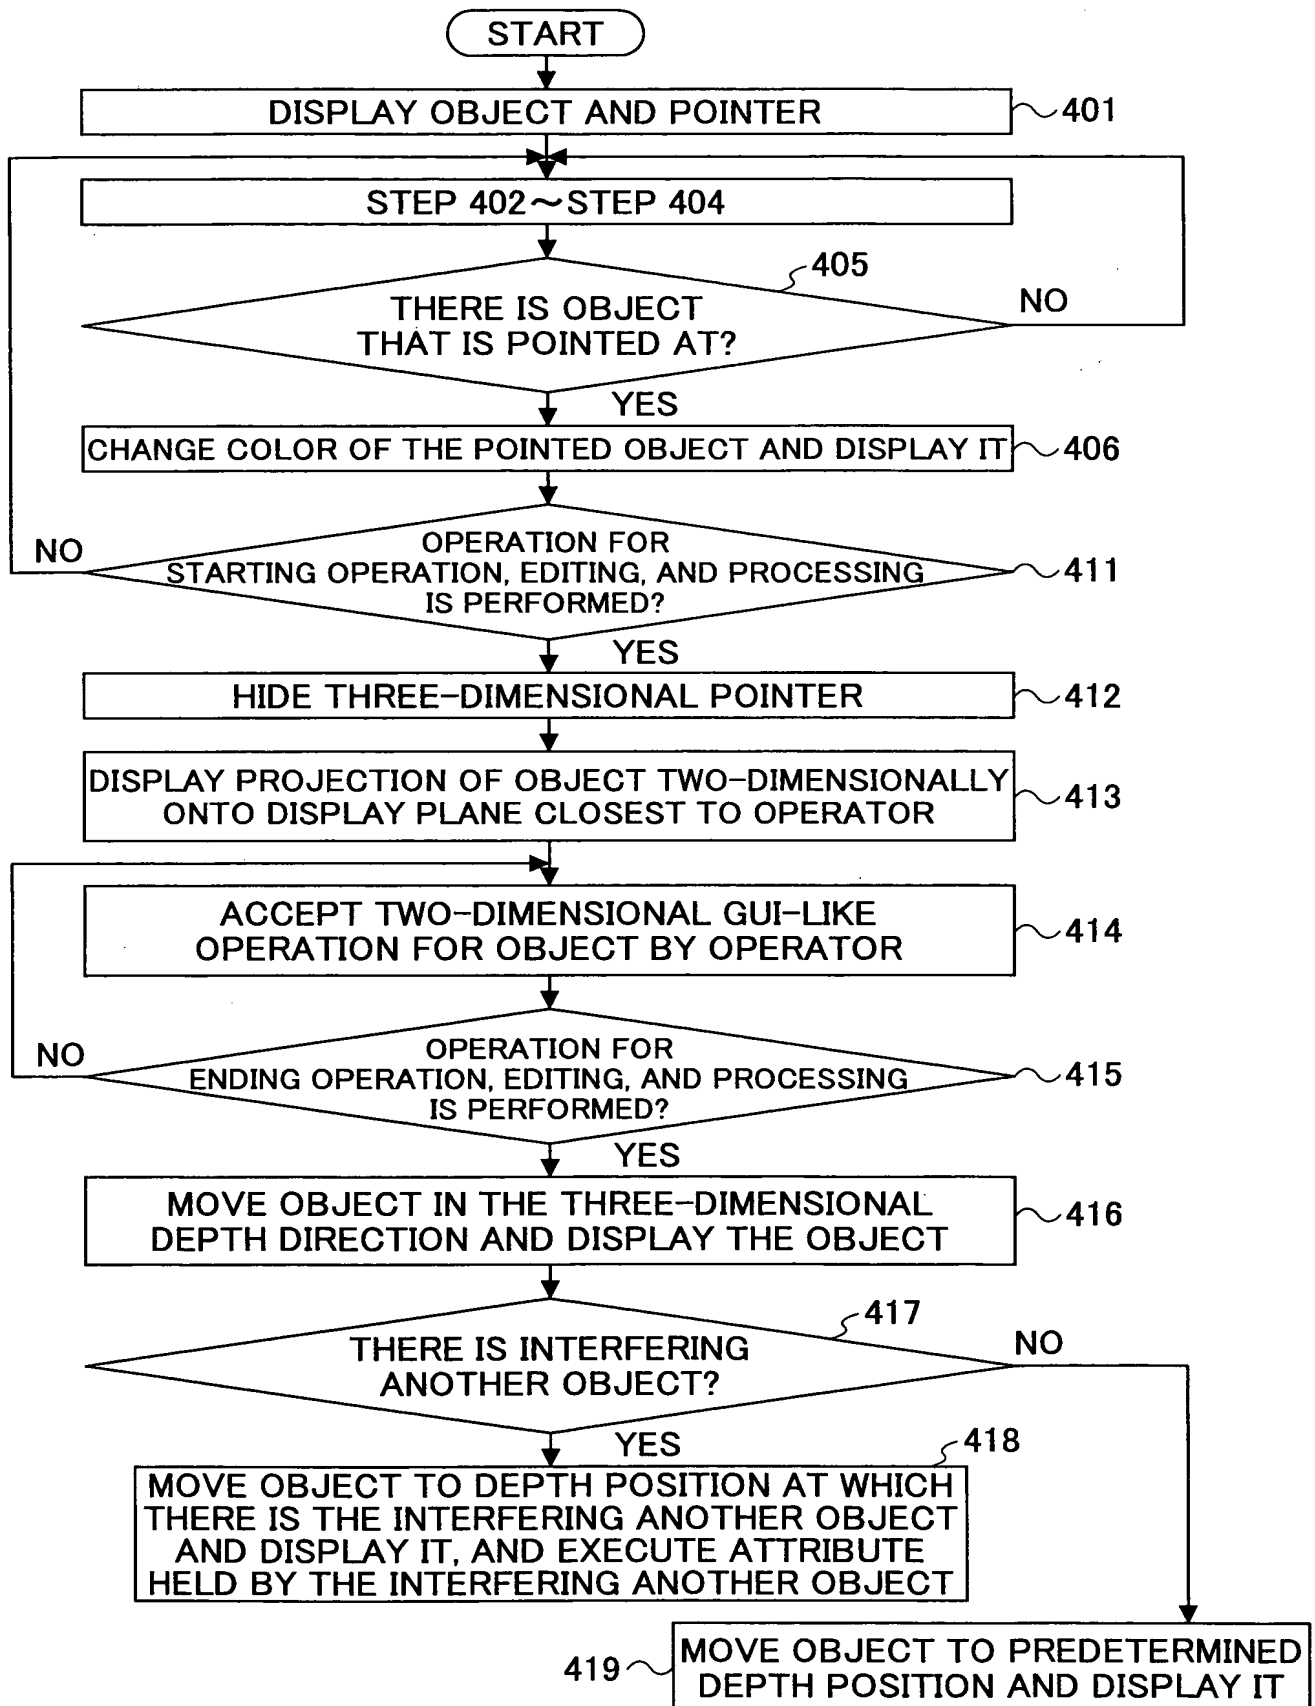 START
DISPLAY OBJECT AND POINTER
401
STEP 402～STEP 404
405
THERE IS OBJECT
THAT IS POINTED AT?
NO
YES
CHANGE COLOR OF THE POINTED OBJECT AND DISPLAY IT
406
NO
OPERATION FOR
STARTING OPERATION, EDITING, AND PROCESSING
IS PERFORMED?
411
YES
HIDE THREE-DIMENSIONAL POINTER
412
DISPLAY PROJECTION OF OBJECT TWO-DIMENSIONALLY
ONTO DISPLAY PLANE CLOSEST TO OPERATOR
413
ACCEPT TWO-DIMENSIONAL GUI-LIKE
OPERATION FOR OBJECT BY OPERATOR
414
NO
OPERATION FOR
ENDING OPERATION, EDITING, AND PROCESSING
IS PERFORMED?
415
YES
MOVE OBJECT IN THE THREE-DIMENSIONAL
DEPTH DIRECTION AND DISPLAY THE OBJECT
416
417
THERE IS INTERFERING
ANOTHER OBJECT?
NO
YES
418
MOVE OBJECT TO DEPTH POSITION AT WHICH
THERE IS THE INTERFERING ANOTHER OBJECT
AND DISPLAY IT, AND EXECUTE ATTRIBUTE
HELD BY THE INTERFERING ANOTHER OBJECT
419
MOVE OBJECT TO PREDETERMINED
DEPTH POSITION AND DISPLAY IT